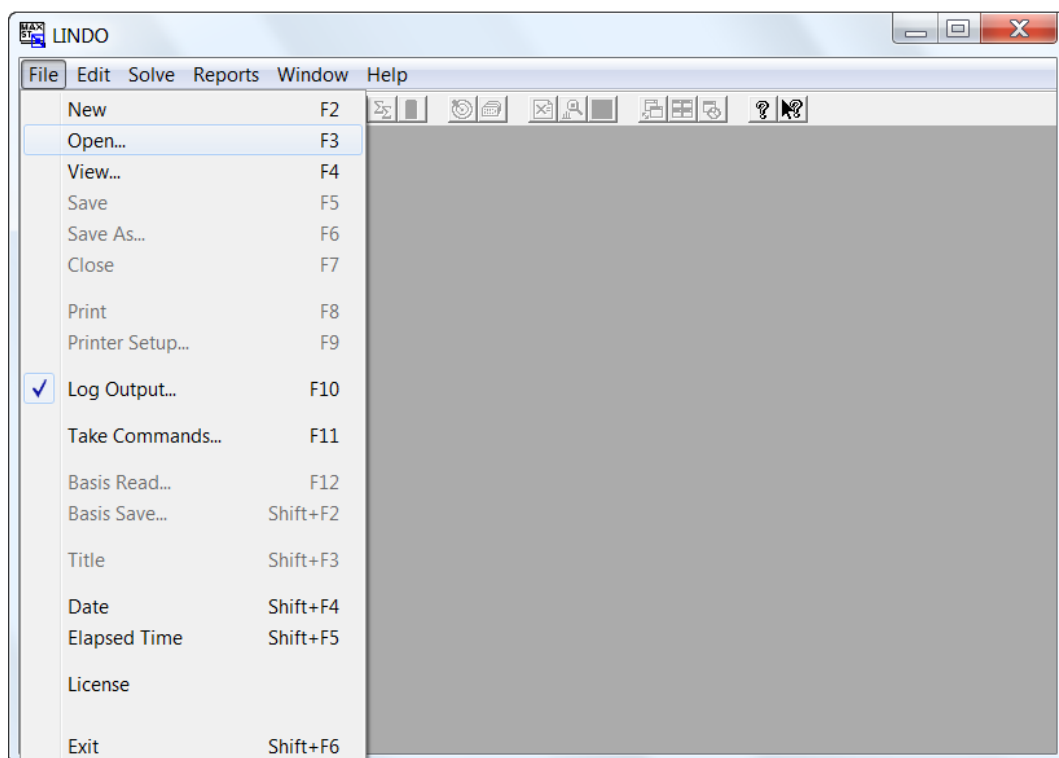 MAX
ST
LINDO
File Edit Solve Reports Window Help
New F2
Open... F3
View... F4
Save F5
Save As... F6
Close F7
Print F8
Printer Setup... F9
Log Output... F10
Take Commands... F11
Basis Read... F12
Basis Save... Shift+F2
Title Shift+F3
Date Shift+F4
Elapsed Time Shift+F5
License
Exit Shift+F6